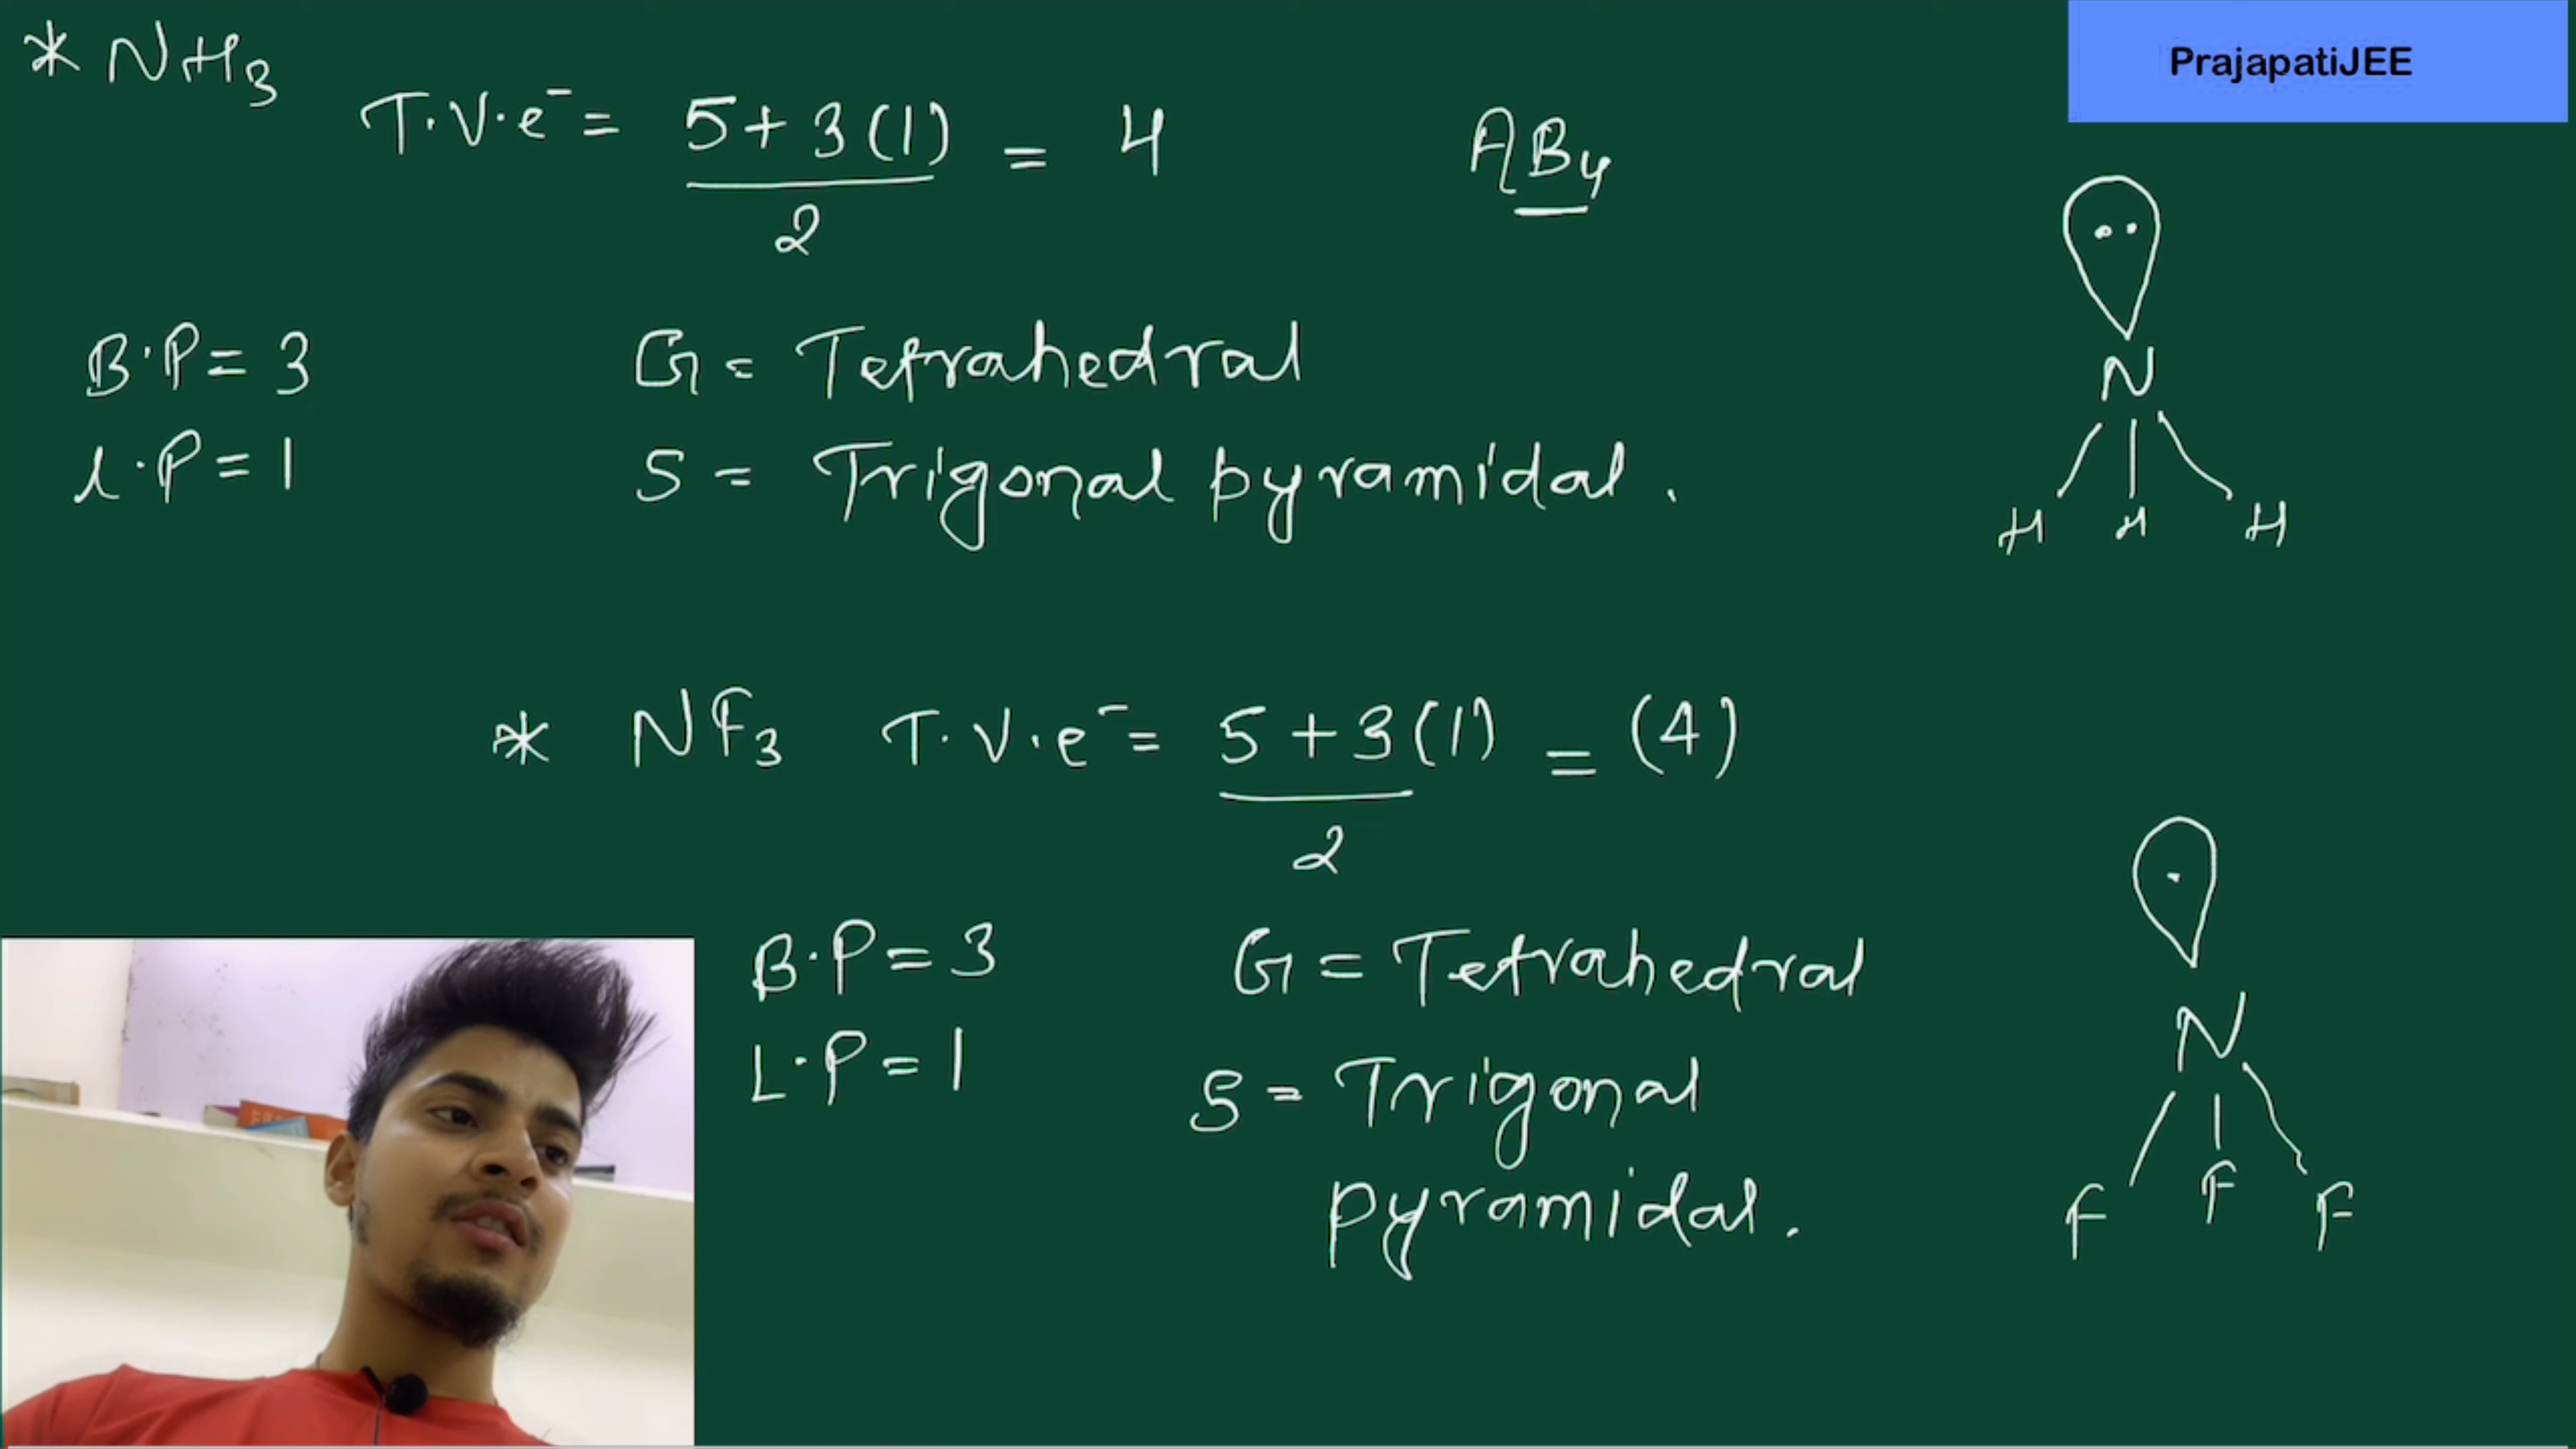 * NH3
PrajapatiJEE
T.V.e⁻ = 5+3(1) / 2 = 4
AB4
B.P = 3
G = Tetrahedral
l.P = 1
S = Trigonal pyramidal.
N
H H H
* NF3 T.V.e⁻ = 5+3(1) / 2 = (4)
B.P = 3
G = Tetrahedral
L.P = 1
S = Trigonal
pyramidal.
N
F F F